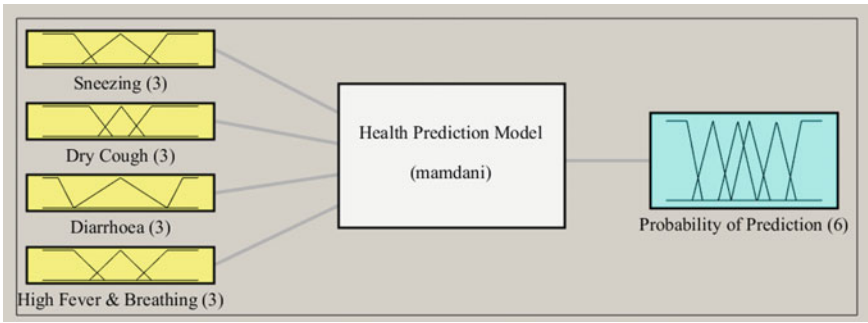 Sneezing (3)
Dry Cough (3)
Diarrhoea (3)
High Fever & Breathing (3)
Health Prediction Model
(mamdani)
Probability of Prediction (6)